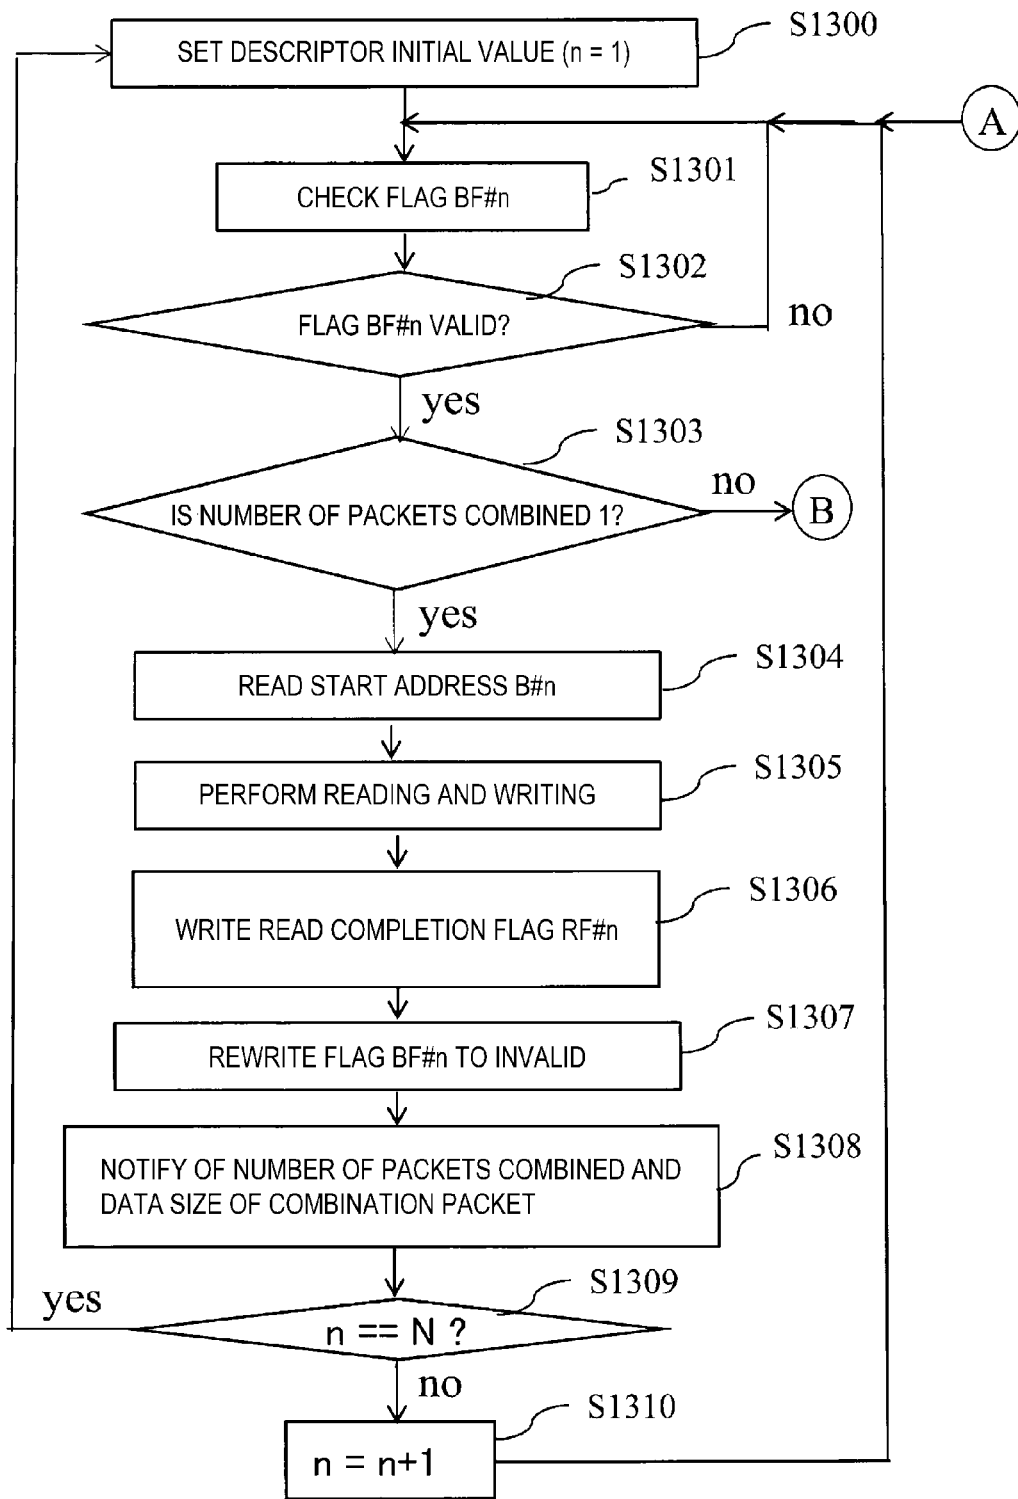 S1300
SET DESCRIPTOR INITIAL VALUE (n = 1)
A
S1301
CHECK FLAG BF#n
S1302
FLAG BF#n VALID?
no
yes
S1303
no
IS NUMBER OF PACKETS COMBINED 1?
B
yes
S1304
READ START ADDRESS B#n
S1305
PERFORM READING AND WRITING
S1306
WRITE READ COMPLETION FLAG RF#n
S1307
REWRITE FLAG BF#n TO INVALID
S1308
NOTIFY OF NUMBER OF PACKETS COMBINED AND
DATA SIZE OF COMBINATION PACKET
S1309
yes
n == N ?
no
S1310
n = n+1